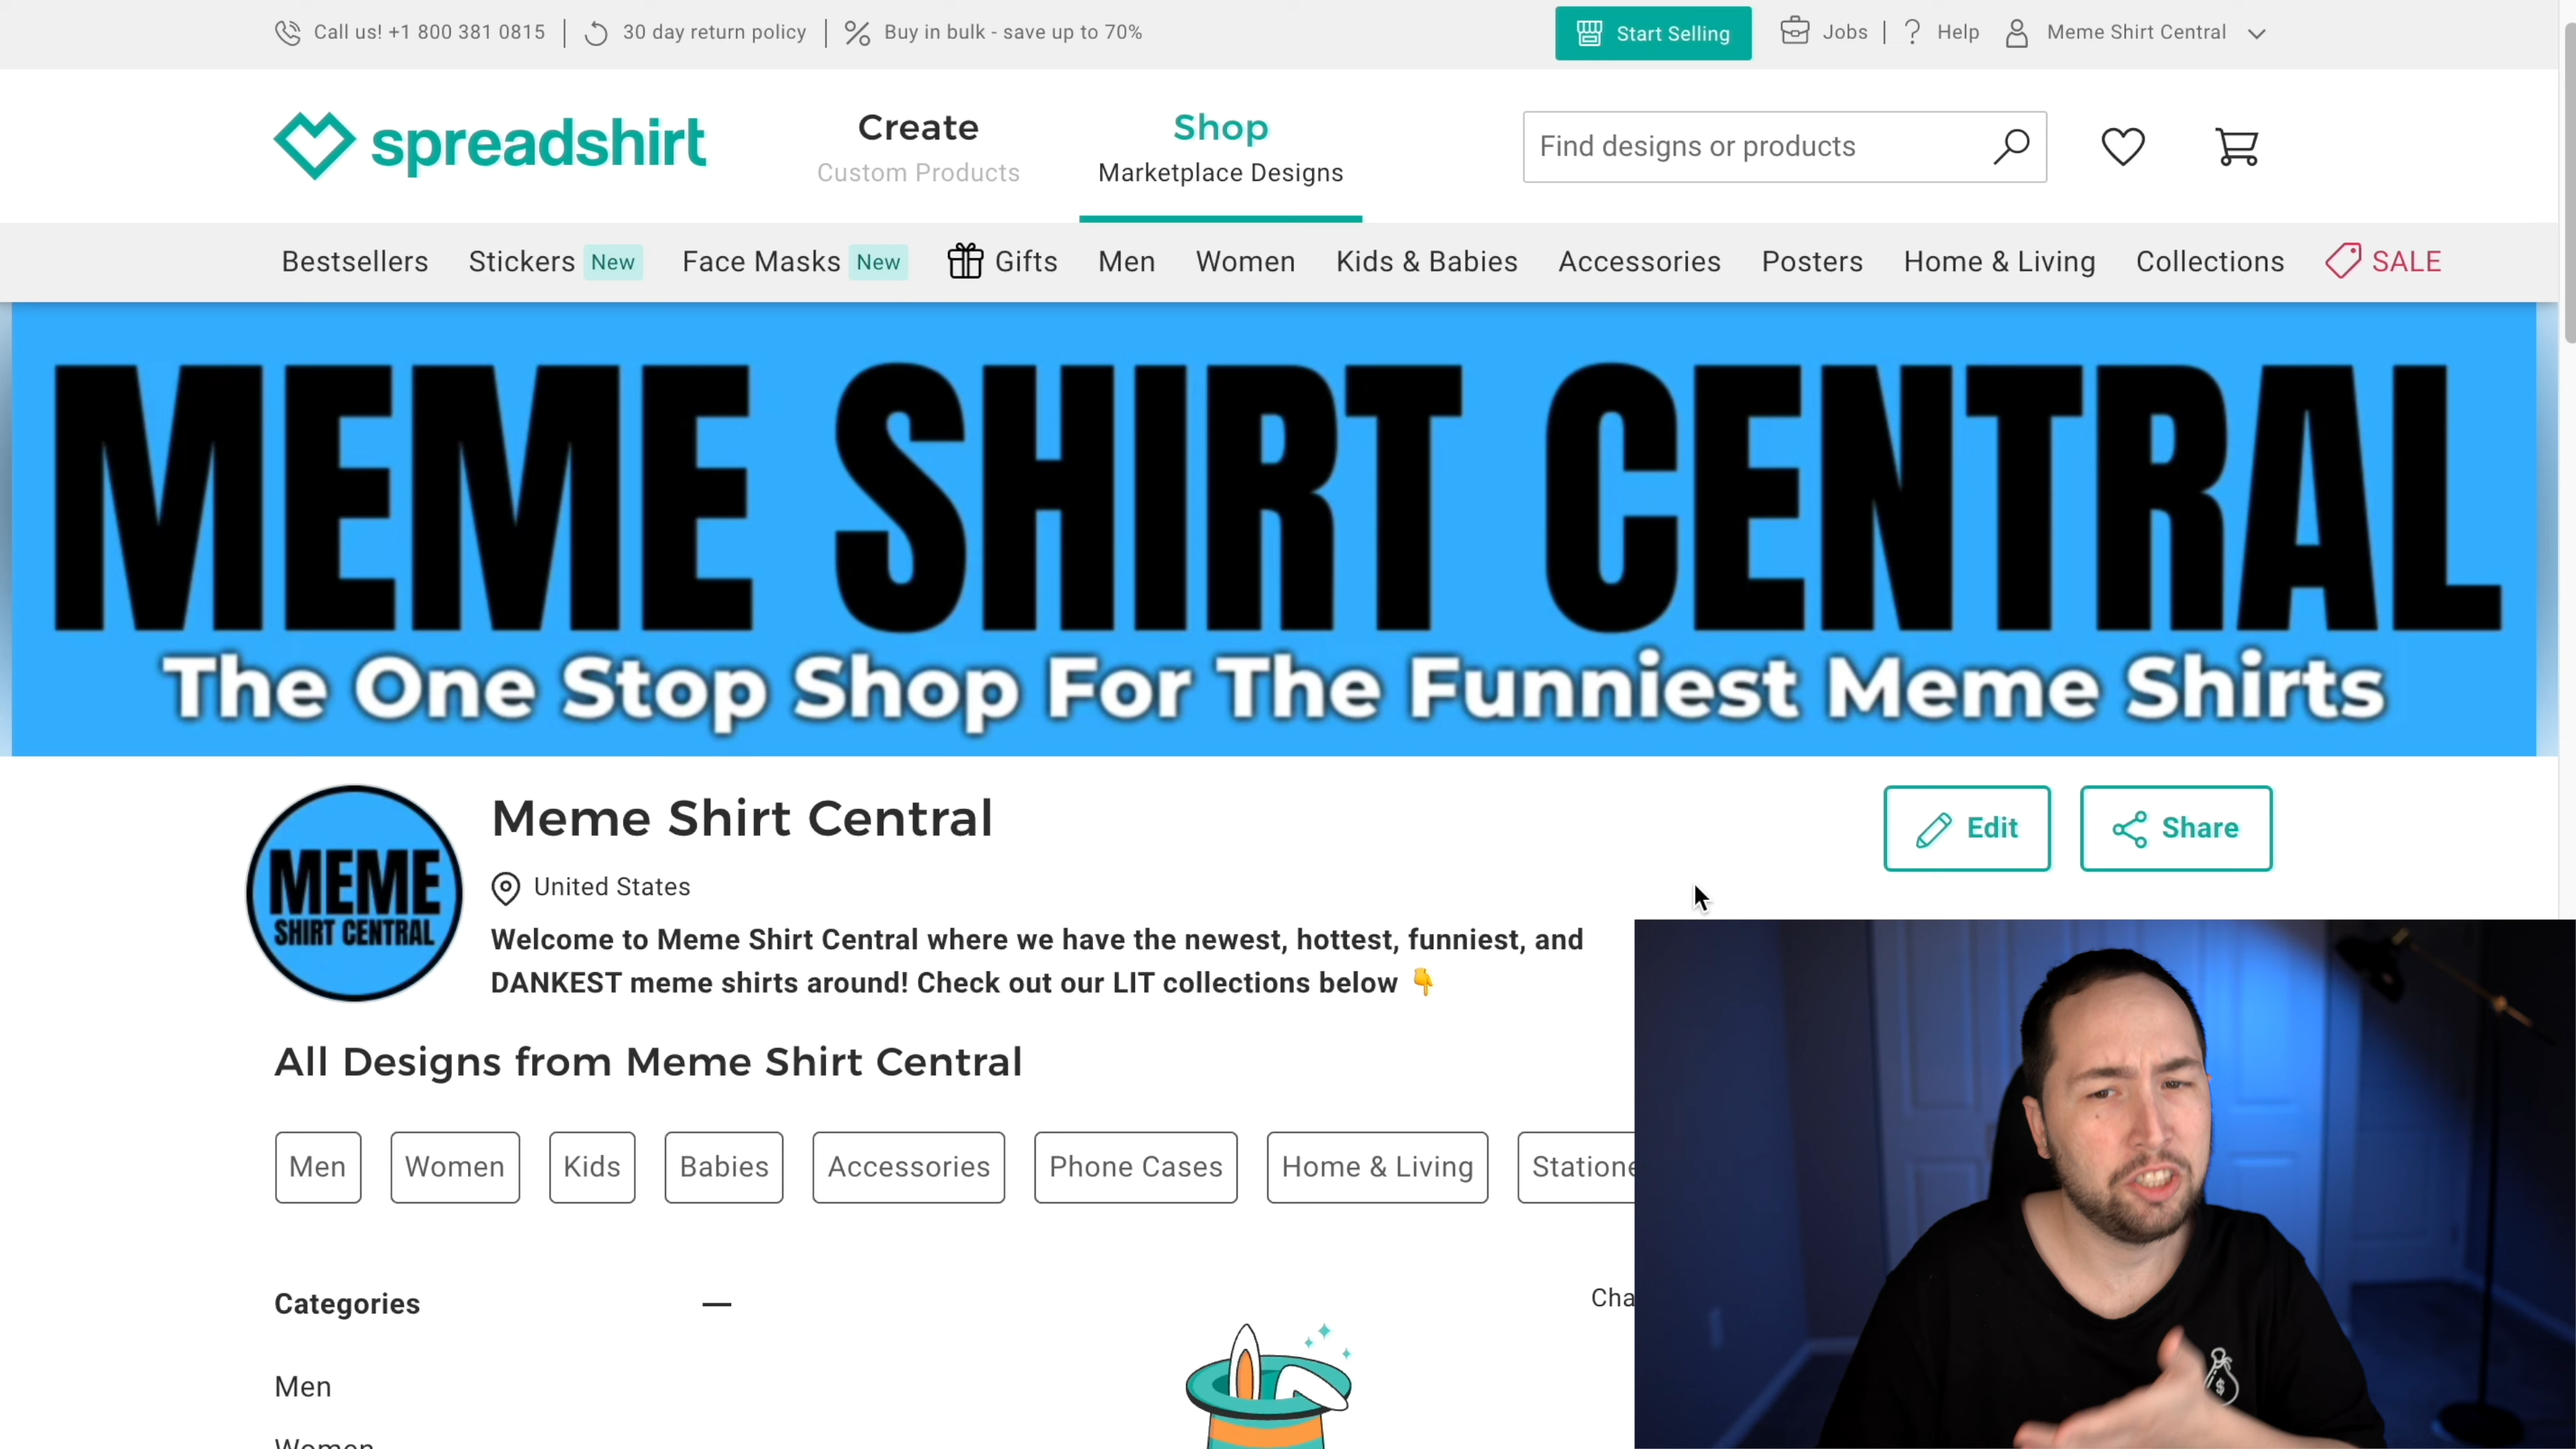 Call us! +1 800 381 0815
30 day return policy
Buy in bulk - save up to 70%
Start Selling
Jobs
Help
Meme Shirt Central
spreadshirt
Create
Custom Products
Shop
Marketplace Designs
Find designs or products
Bestsellers
Stickers New
Face Masks New
Gifts
Men
Women
Kids & Babies
Accessories
Posters
Home & Living
Collections
SALE
MEME SHIRT CENTRAL
The One Stop Shop For The Funniest Meme Shirts
MEME
SHIRT CENTRAL
Meme Shirt Central
United States
Welcome to Meme Shirt Central where we have the newest, hottest, funniest, and
DANKEST meme shirts around! Check out our LIT collections below 👇
Edit
Share
All Designs from Meme Shirt Central
Men
Women
Kids
Babies
Accessories
Phone Cases
Home & Living
Statione
Categories
Cha
Men
Women
$